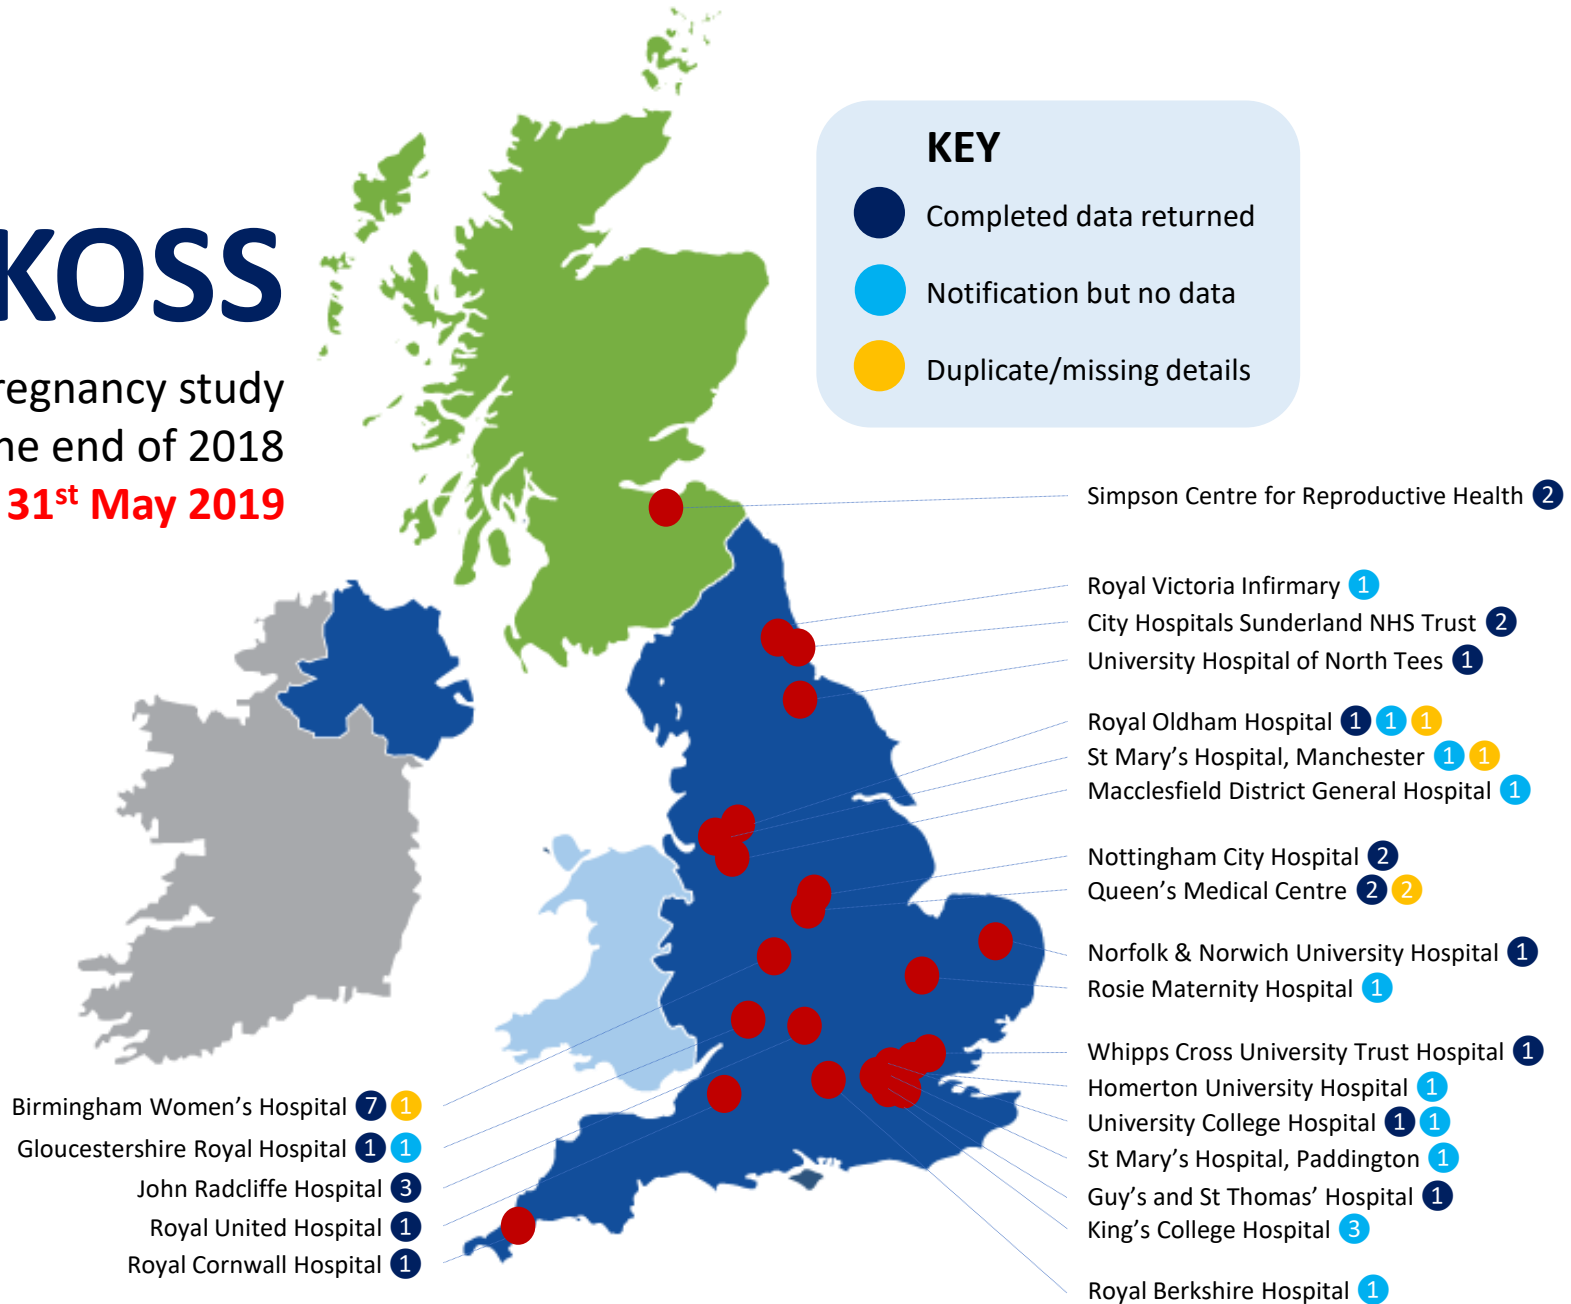 KOSS
regnancy study
he end of 2018
31st May 2019
KEY
Completed data returned
Notification but no data
Duplicate/missing details
Simpson Centre for Reproductive Health 2
Royal Victoria Infirmary 1
City Hospitals Sunderland NHS Trust 2
University Hospital of North Tees 1
Royal Oldham Hospital 1 1 1
St Mary’s Hospital, Manchester 1 1
Macclesfield District General Hospital 1
Nottingham City Hospital 2
Queen’s Medical Centre 2 2
Norfolk & Norwich University Hospital 1
Rosie Maternity Hospital 1
Whipps Cross University Trust Hospital 1
Homerton University Hospital 1
University College Hospital 1 1
St Mary’s Hospital, Paddington 1
Guy’s and St Thomas’ Hospital 1
King’s College Hospital 3
Royal Berkshire Hospital 1
Birmingham Women’s Hospital 7 1
Gloucestershire Royal Hospital 1 1
John Radcliffe Hospital 3
Royal United Hospital 1
Royal Cornwall Hospital 1